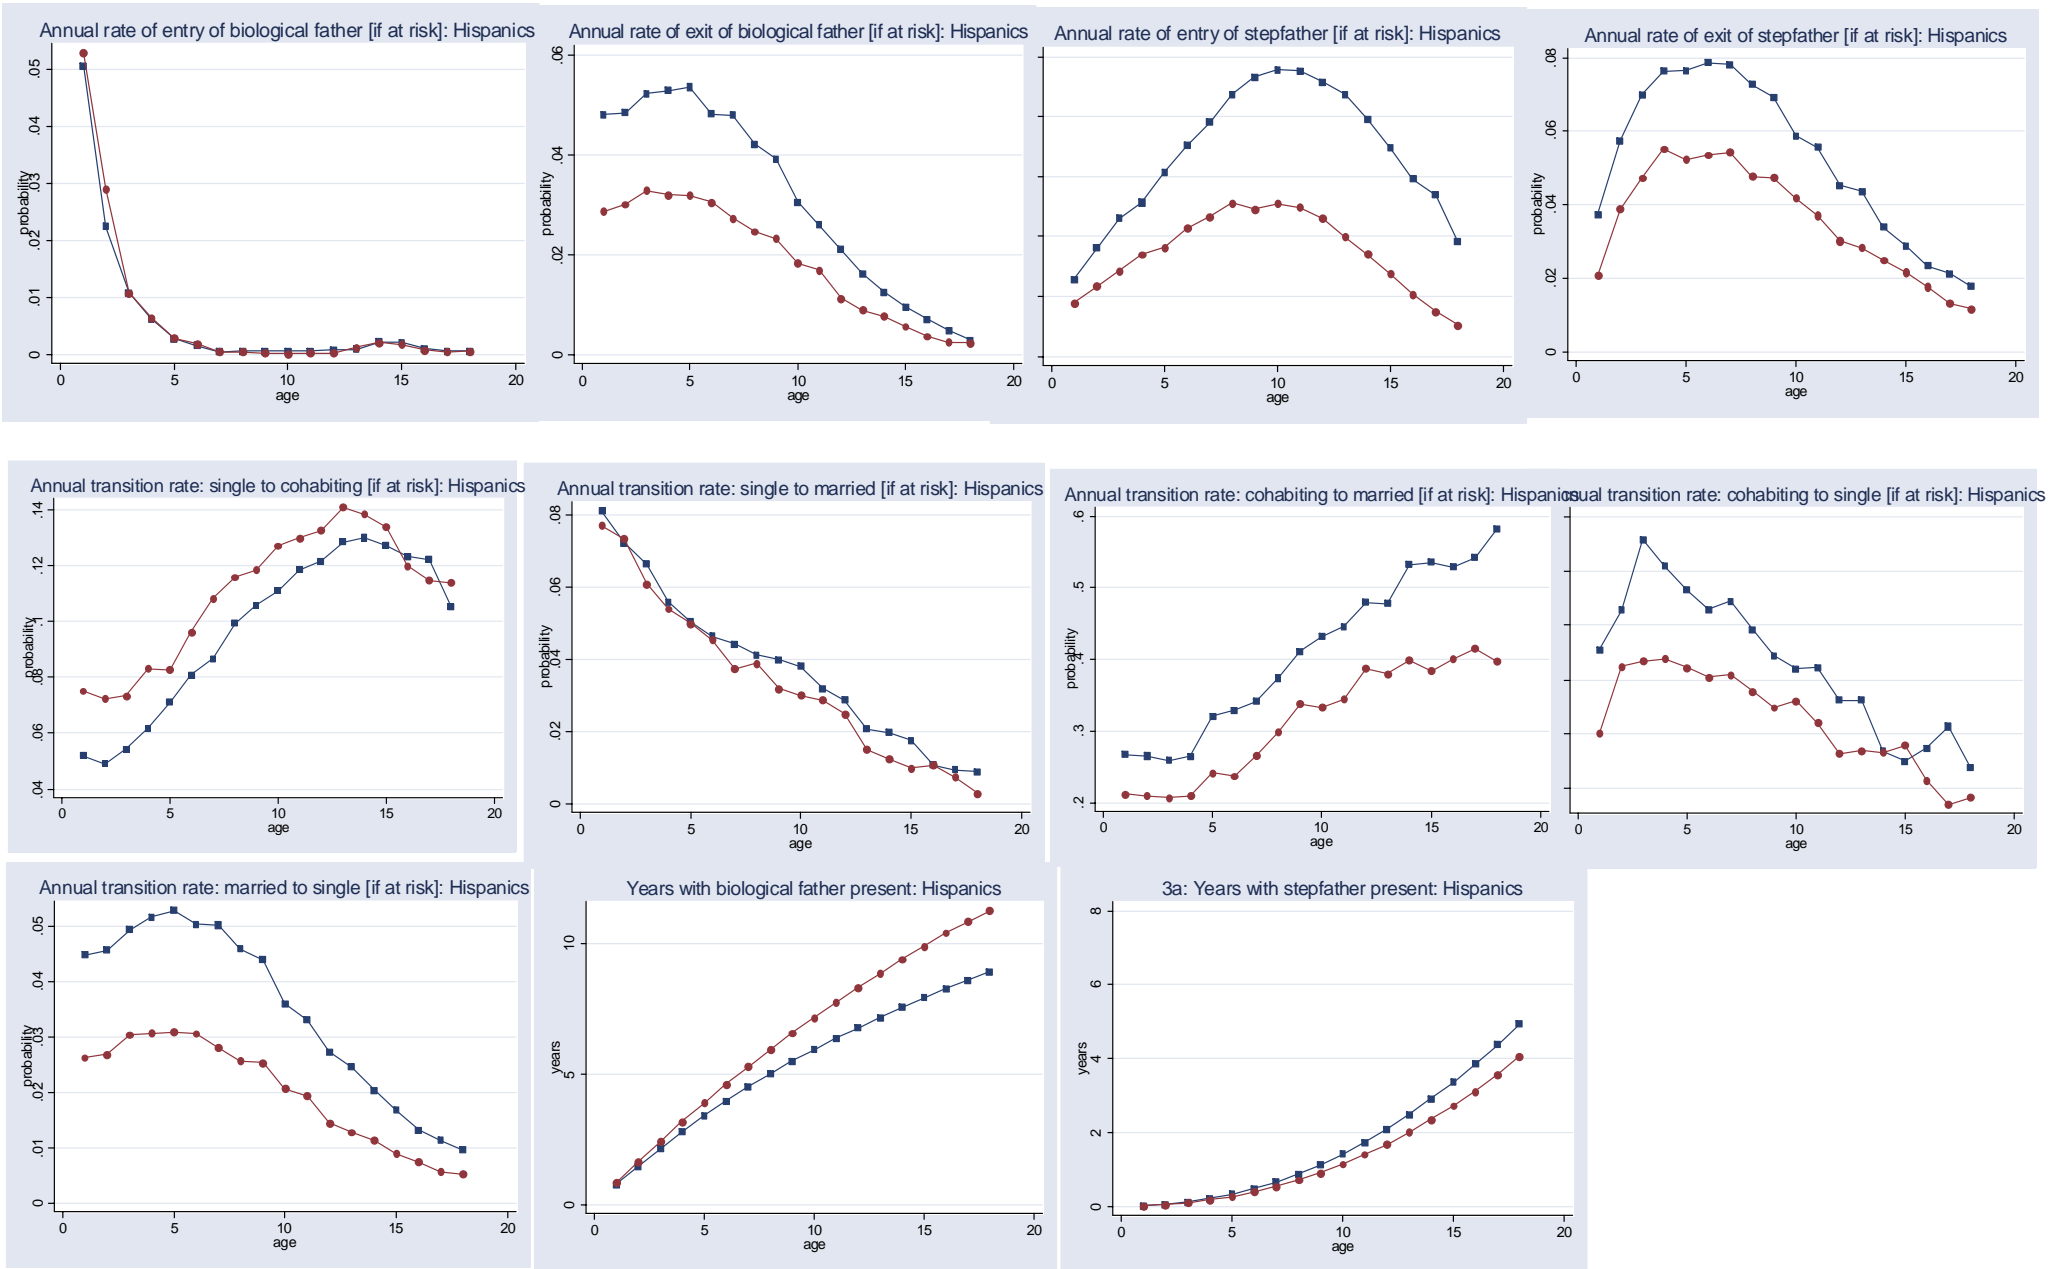 Annual rate of entry of biological father [if at risk]: Hispanics
probability
.05
.04
.03
.02
.01
0
0 5 10 15 20
age
Annual rate of exit of biological father [if at risk]: Hispanics
probability
.06
.04
.02
0
0 5 10 15 20
age
Annual rate of entry of stepfather [if at risk]: Hispanics
0 5 10 15 20
age
Annual rate of exit of stepfather [if at risk]: Hispanics
probability
.08
.06
.04
.02
0
0 5 10 15 20
age
Annual transition rate: single to cohabiting [if at risk]: Hispanics
probability
.14
.12
.1
.08
.06
.04
0 5 10 15 20
age
Annual transition rate: single to married [if at risk]: Hispanics
probability
.08
.06
.04
.02
0
0 5 10 15 20
age
Annual transition rate: cohabiting to married [if at risk]: Hispanics
probability
.6
.5
.4
.3
.2
0 5 10 15 20
age
nual transition rate: cohabiting to single [if at risk]: Hispanics
0 5 10 15 20
age
Annual transition rate: married to single [if at risk]: Hispanics
probability
.05
.04
.03
.02
.01
0
0 5 10 15 20
age
Years with biological father present: Hispanics
years
10
5
0
0 5 10 15 20
age
3a: Years with stepfather present: Hispanics
years
8
6
4
2
0
0 5 10 15 20
age